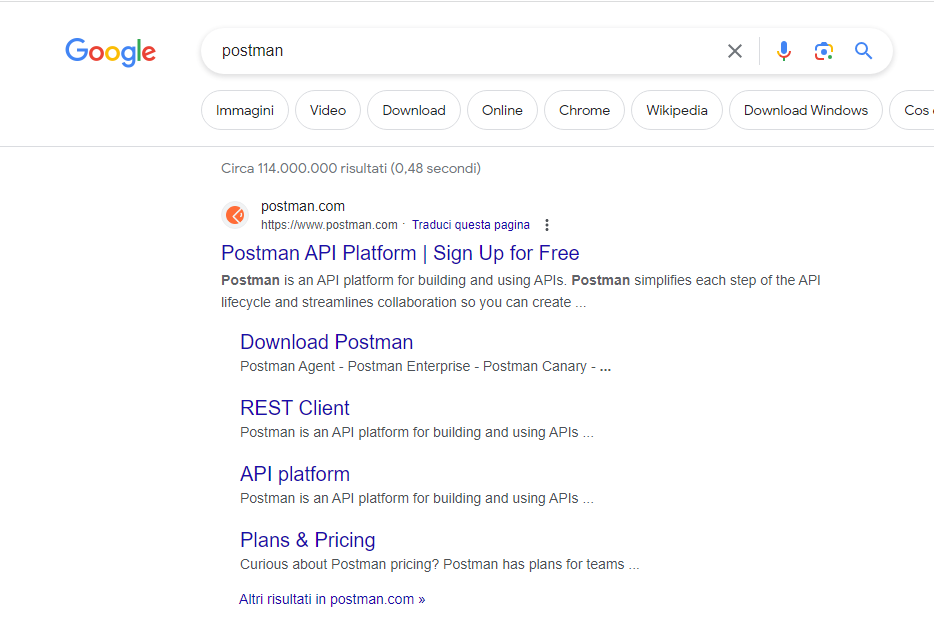 Google
postman
Immagini Video Download Online Chrome Wikipedia Download Windows Cos
Circa 114.000.000 risultati (0,48 secondi)
postman.com
https://www.postman.com · Traduci questa pagina
Postman API Platform | Sign Up for Free
Postman is an API platform for building and using APIs. Postman simplifies each step of the API
lifecycle and streamlines collaboration so you can create ...
Download Postman
Postman Agent - Postman Enterprise - Postman Canary - ...
REST Client
Postman is an API platform for building and using APIs ...
API platform
Postman is an API platform for building and using APIs ...
Plans & Pricing
Curious about Postman pricing? Postman has plans for teams ...
Altri risultati in postman.com »